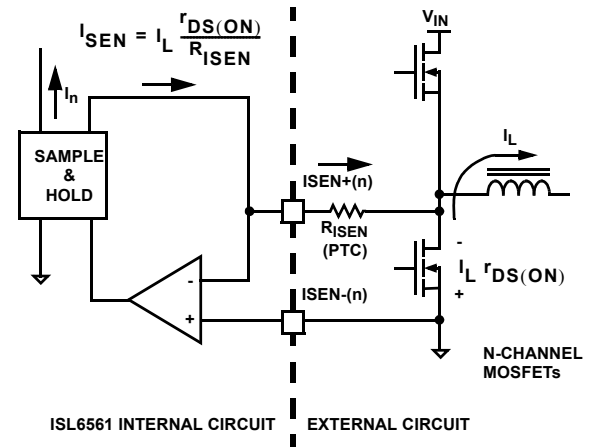 I_SEN = I_L r_DS(ON) / R_ISEN
V_IN
I_n
SAMPLE
&
HOLD
ISEN+(n)
I_L
R_ISEN
(PTC)
-
I_L r_DS(ON)
+
-
+
ISEN-(n)
N-CHANNEL
MOSFETs
ISL6561 INTERNAL CIRCUIT
EXTERNAL CIRCUIT